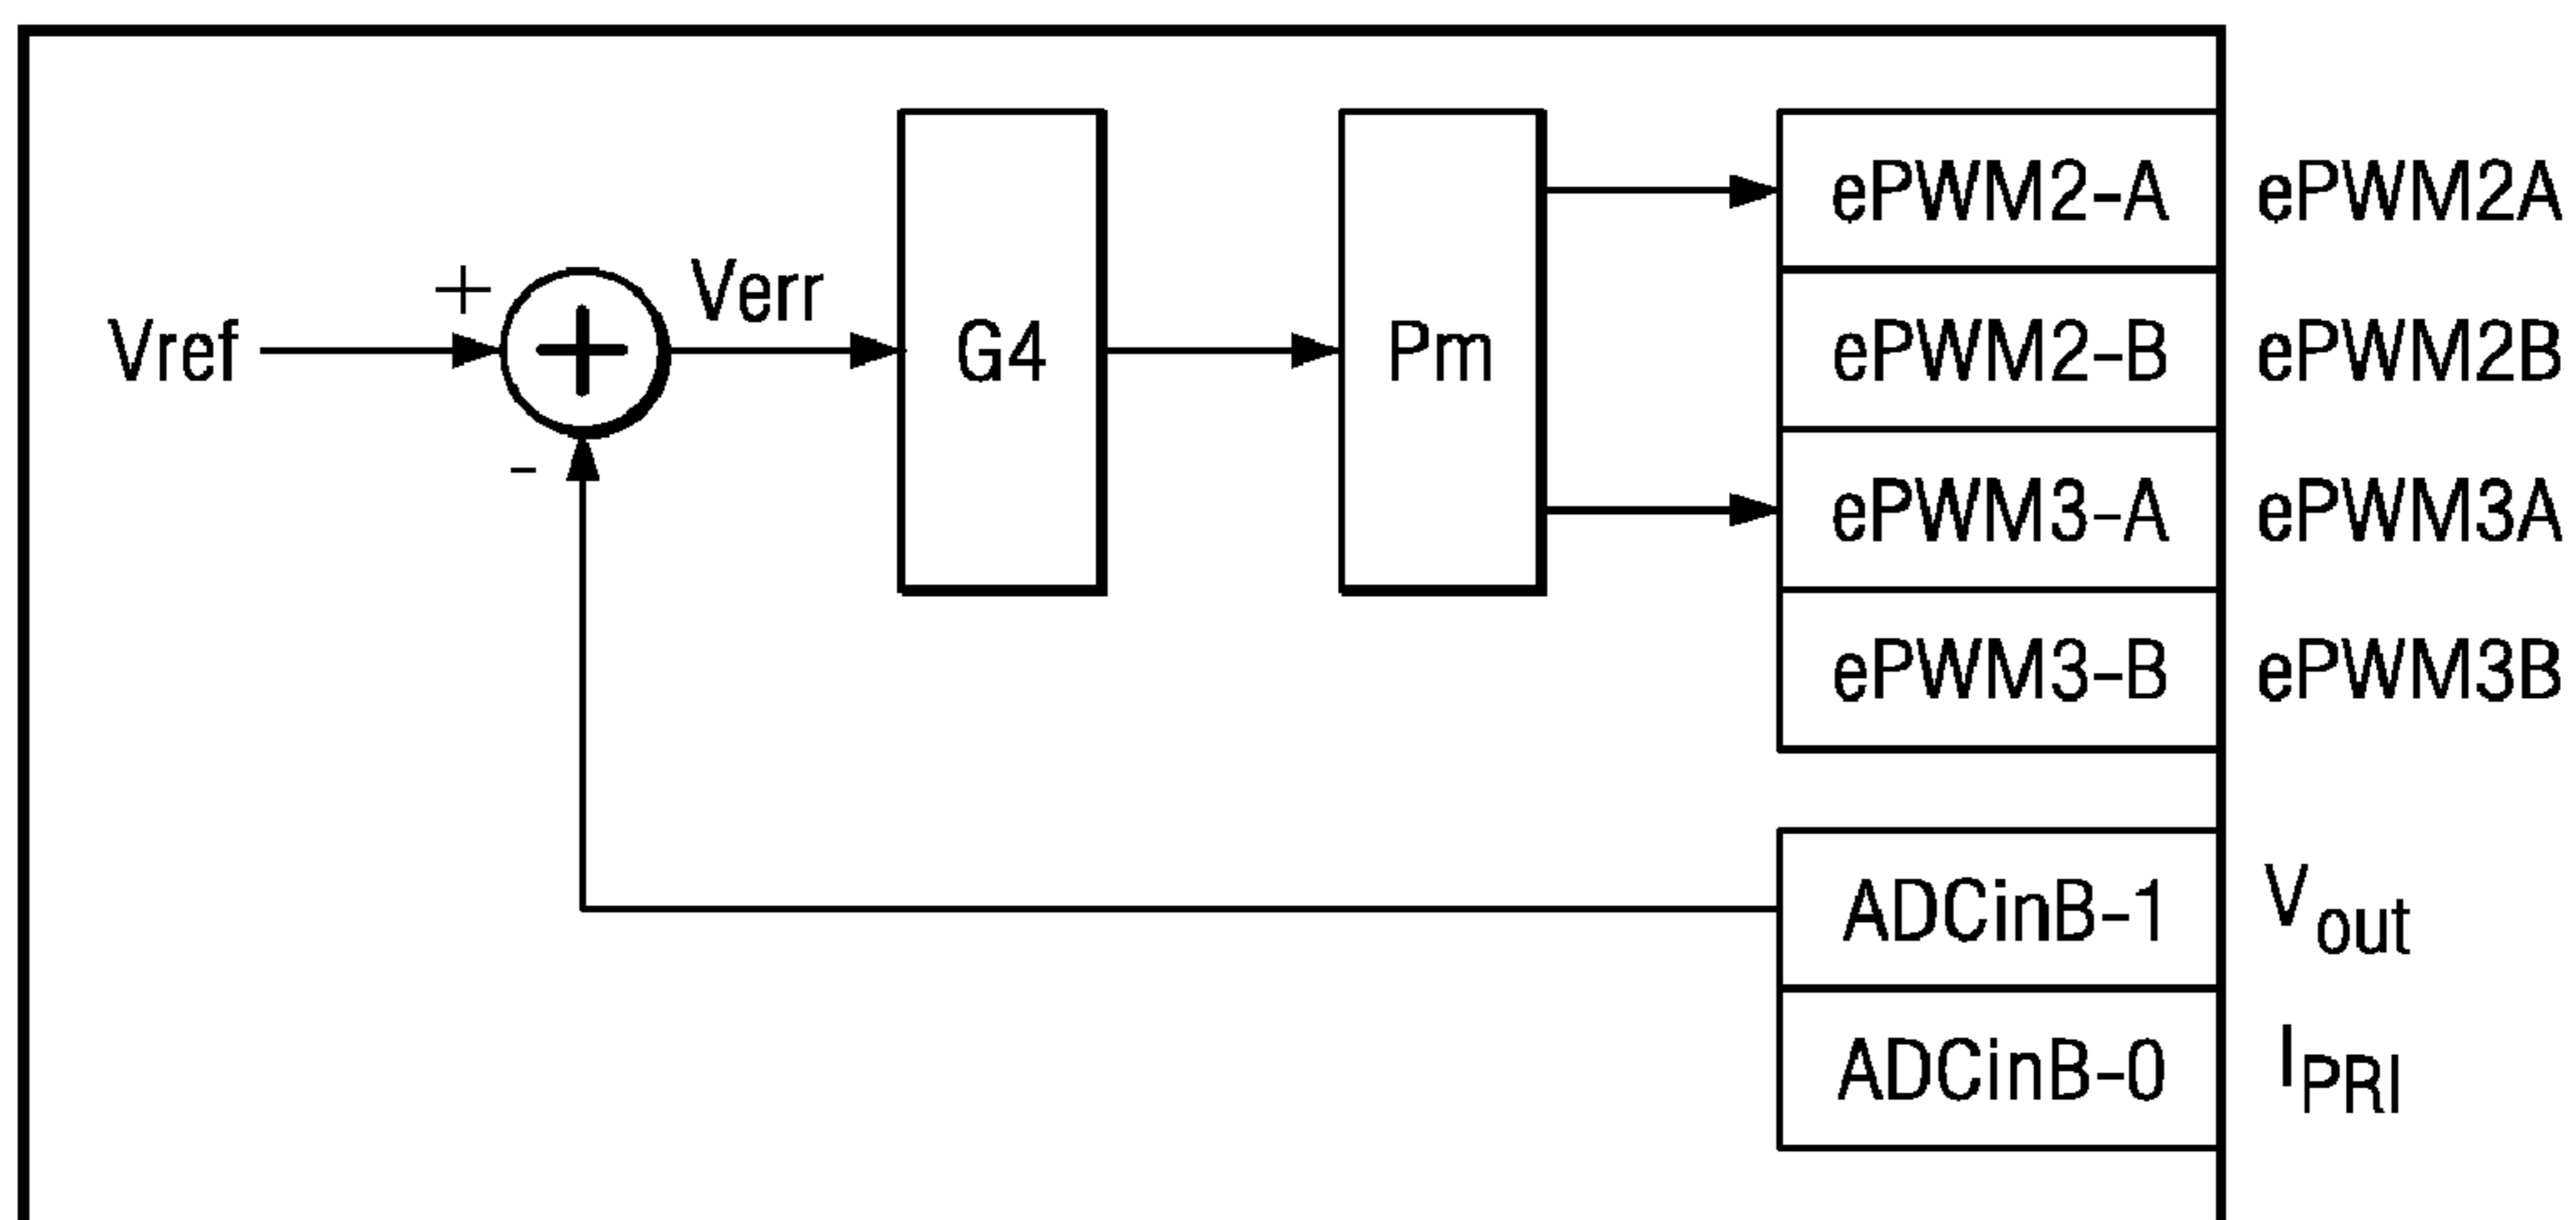 ePWM2-A ePWM2A
+ Verr
Vref + G4 Pm ePWM2-B ePWM2B
-
ePWM3-A ePWM3A
ePWM3-B ePWM3B
ADCinB-1 Vout
ADCinB-0 IPRI